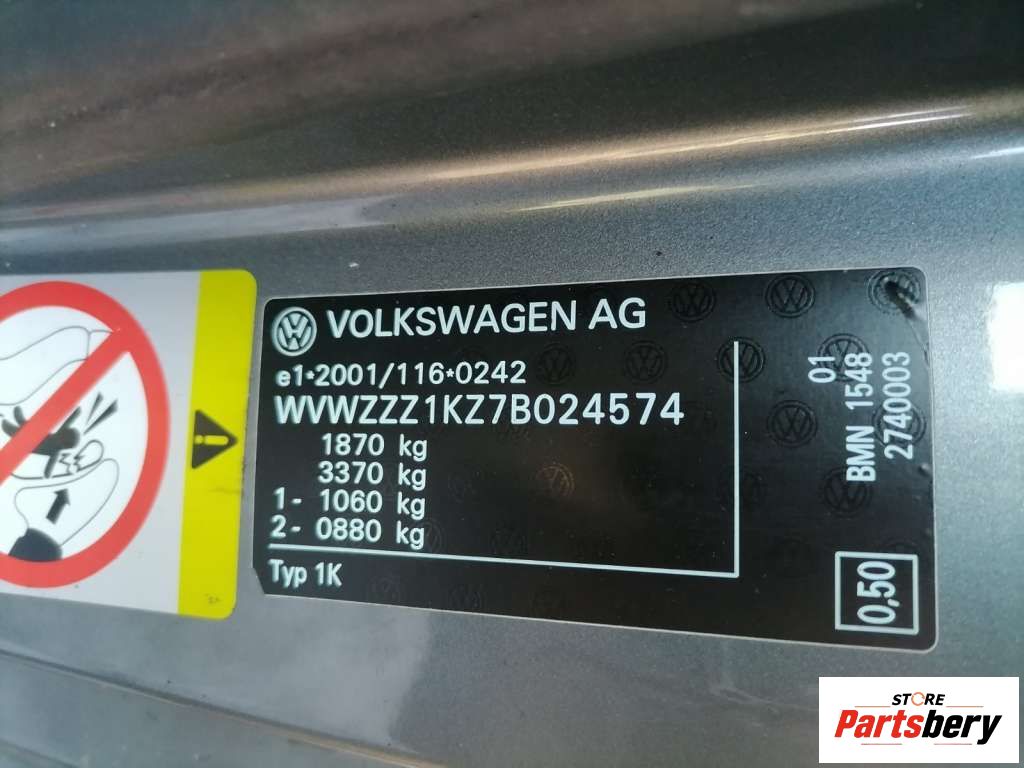 VOLKSWAGEN AG
e1*2001/116*0242
WVWZZZ1KZ7B024574
1870 kg
3370 kg
1- 1060 kg
2- 0880 kg
Typ 1K
01
BMN 1548
27400003
0,50
STORE
Partsbery